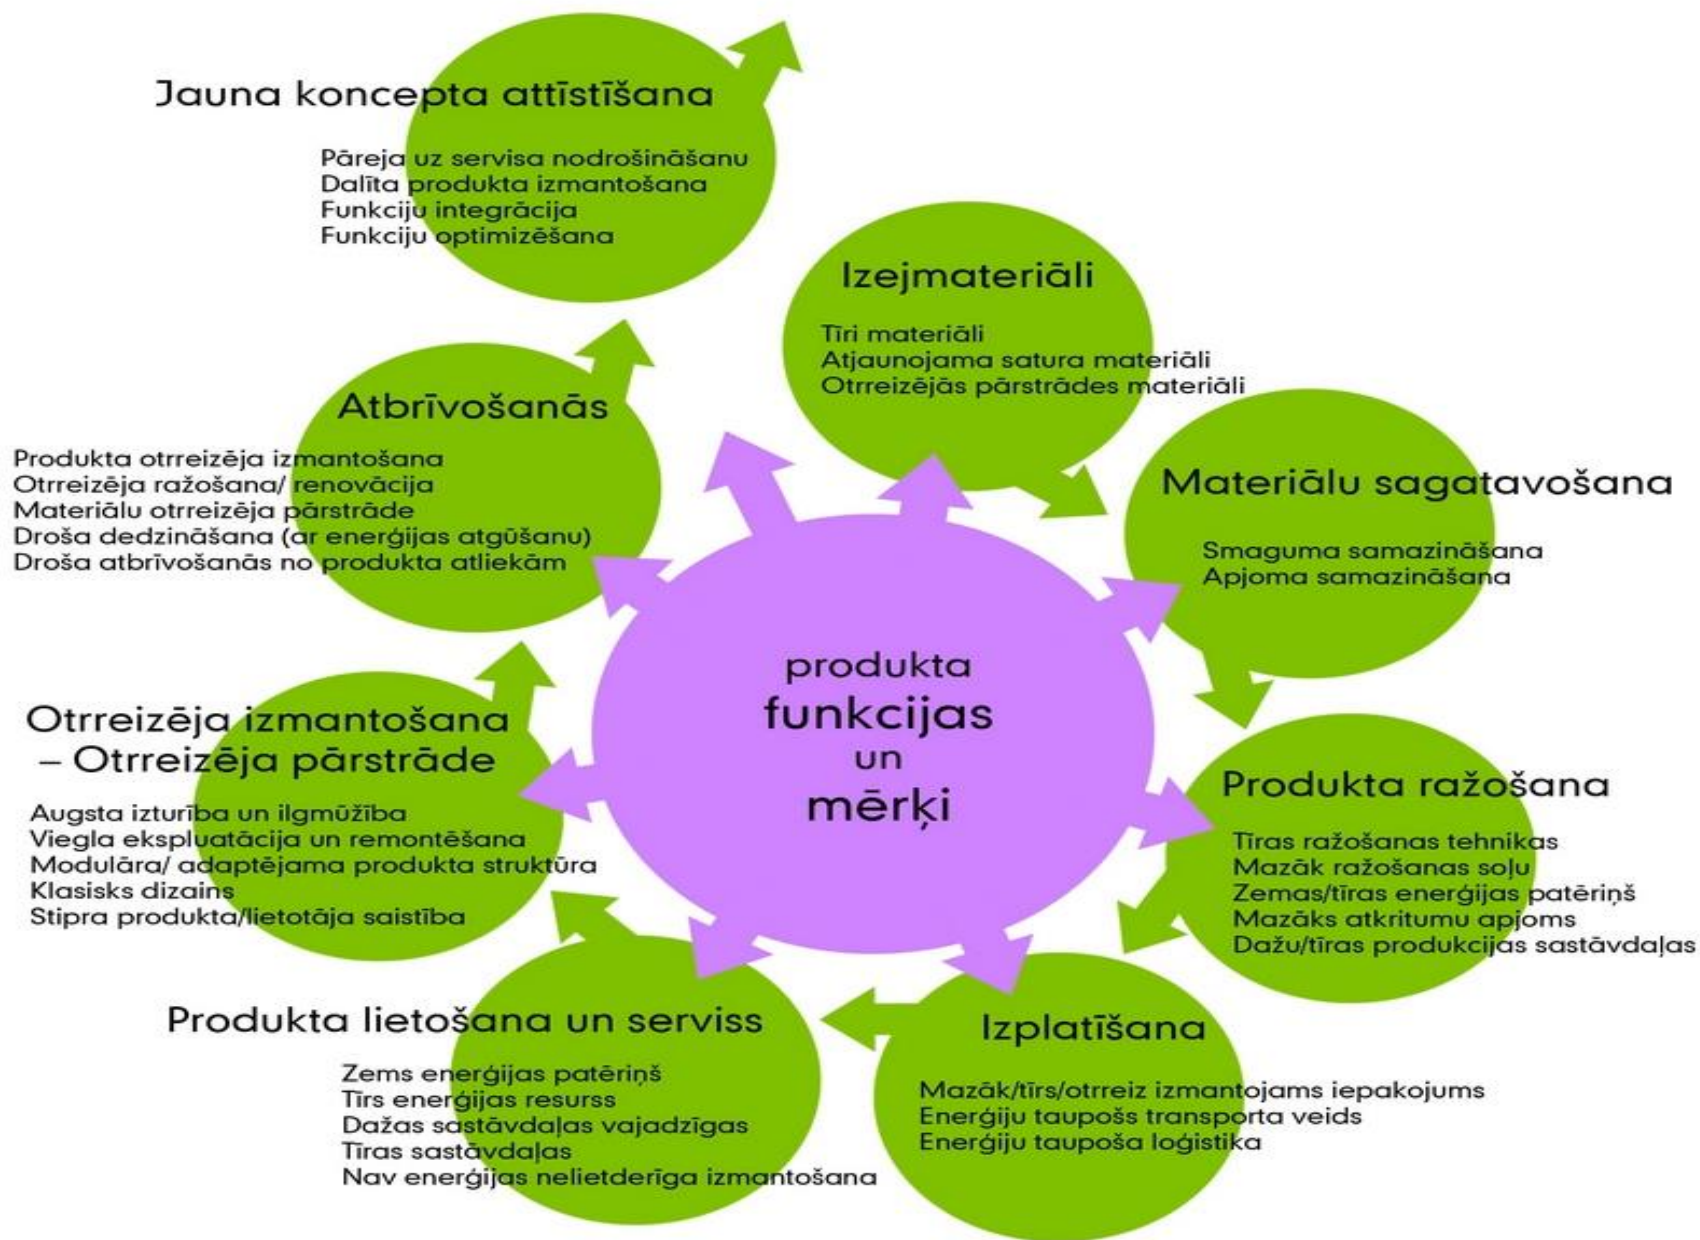 Jauna koncepta attīstīšana
Pāreja uz servisa nodrošināšanu
Dalīta produkta izmantošana
Funkciju integrācija
Funkciju optimizēšana
Izejmateriāli
Tīri materiāli
Atjaunojama satura materiāli
Otrreizējās pārstrādes materiāli
Materiālu sagatavošana
Smaguma samazināšana
Apjoma samazināšana
Produkta ražošana
Tīras ražošanas tehnikas
Mazāk ražošanas soļu
Zemas/tīras enerģijas patēriņš
Mazāks atkritumu apjoms
Dažu/tīras produkcijas sastāvdaļas
Izplatīšana
Mazāk/tīrs/otrreiz izmantojams iepakojums
Enerģiju taupošs transporta veids
Enerģiju taupoša loģistika
Produkta lietošana un serviss
Zems enerģijas patēriņš
Tīrs enerģijas resurss
Dažas sastāvdaļas vajadzīgas
Tīras sastāvdaļas
Nav enerģijas nelietderīga izmantošana
Otrreizēja izmantošana
– Otrreizēja pārstrāde
Augsta izturība un ilgmūžība
Viegla ekspluatācija un remontēšana
Modulāra/ adaptējama produkta struktūra
Klasisks dizains
Stipra produkta/lietotāja saistība
Atbrīvošanās
Produkta otrreizēja izmantošana
Otrreizēja ražošana/ renovācija
Materiālu otrreizēja pārstrāde
Droša dedzināšana (ar enerģijas atgūšanu)
Droša atbrīvošanās no produkta atliekām
produkta
funkcijas
un
mērķi